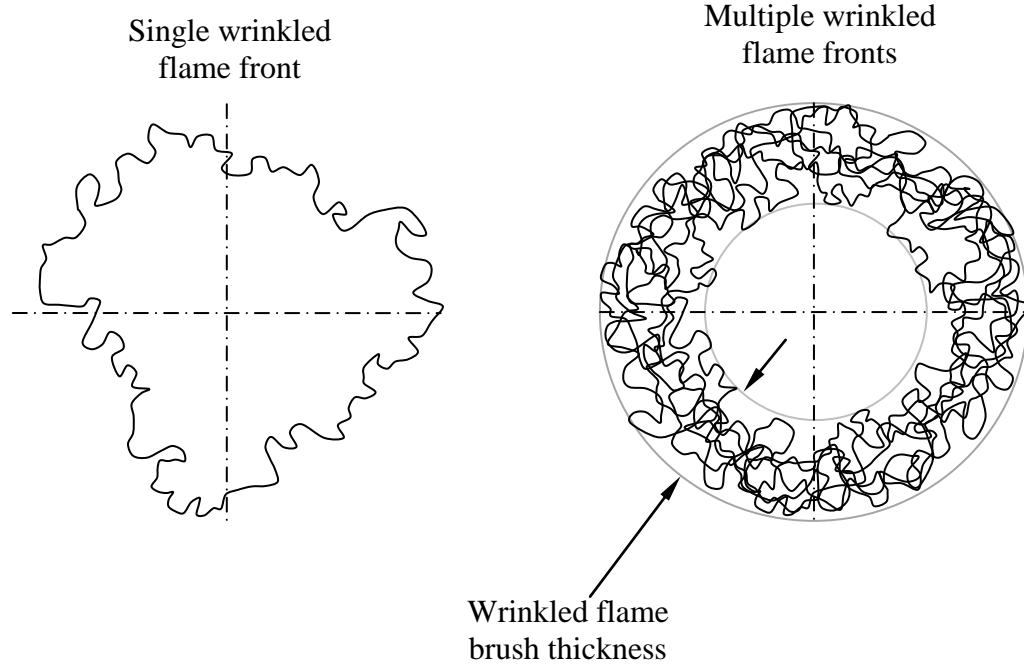 Single wrinkled
flame front
Multiple wrinkled
flame fronts
Wrinkled flame
brush thickness